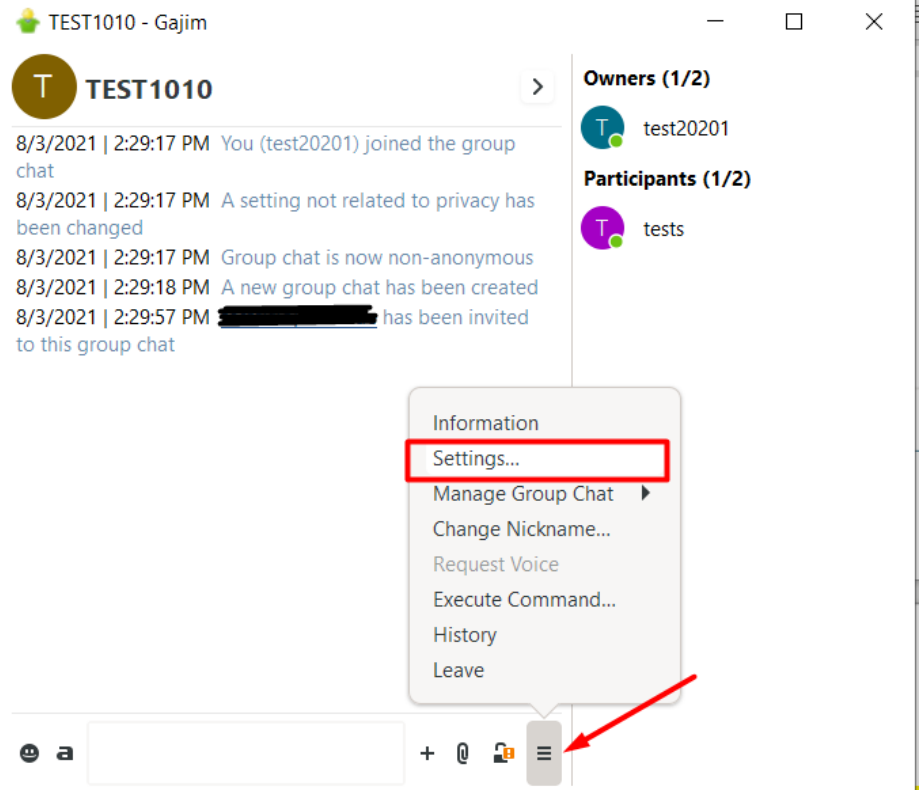 TEST1010 - Gajim
T
TEST1010
8/3/2021 | 2:29:17 PM You (test20201) joined the group
chat
8/3/2021 | 2:29:17 PM A setting not related to privacy has
been changed
8/3/2021 | 2:29:17 PM Group chat is now non-anonymous
8/3/2021 | 2:29:18 PM A new group chat has been created
8/3/2021 | 2:29:57 PM has been invited
to this group chat
Owners (1/2)
T test20201
Participants (1/2)
T tests
Information
Settings...
Manage Group Chat
Change Nickname...
Request Voice
Execute Command...
History
Leave
a